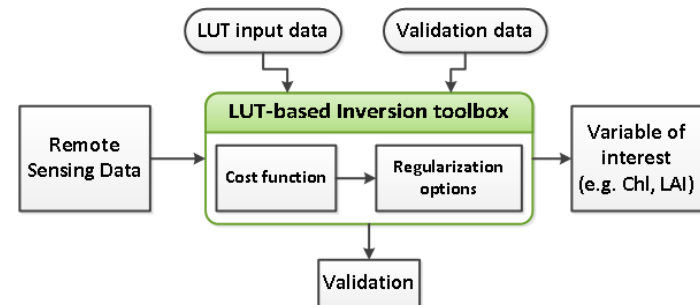 LUT input data
Validation data
LUT-based Inversion toolbox
Remote
Sensing Data
Cost function
Regularization
options
Variable of
interest
(e.g. Chl, LAI)
Validation